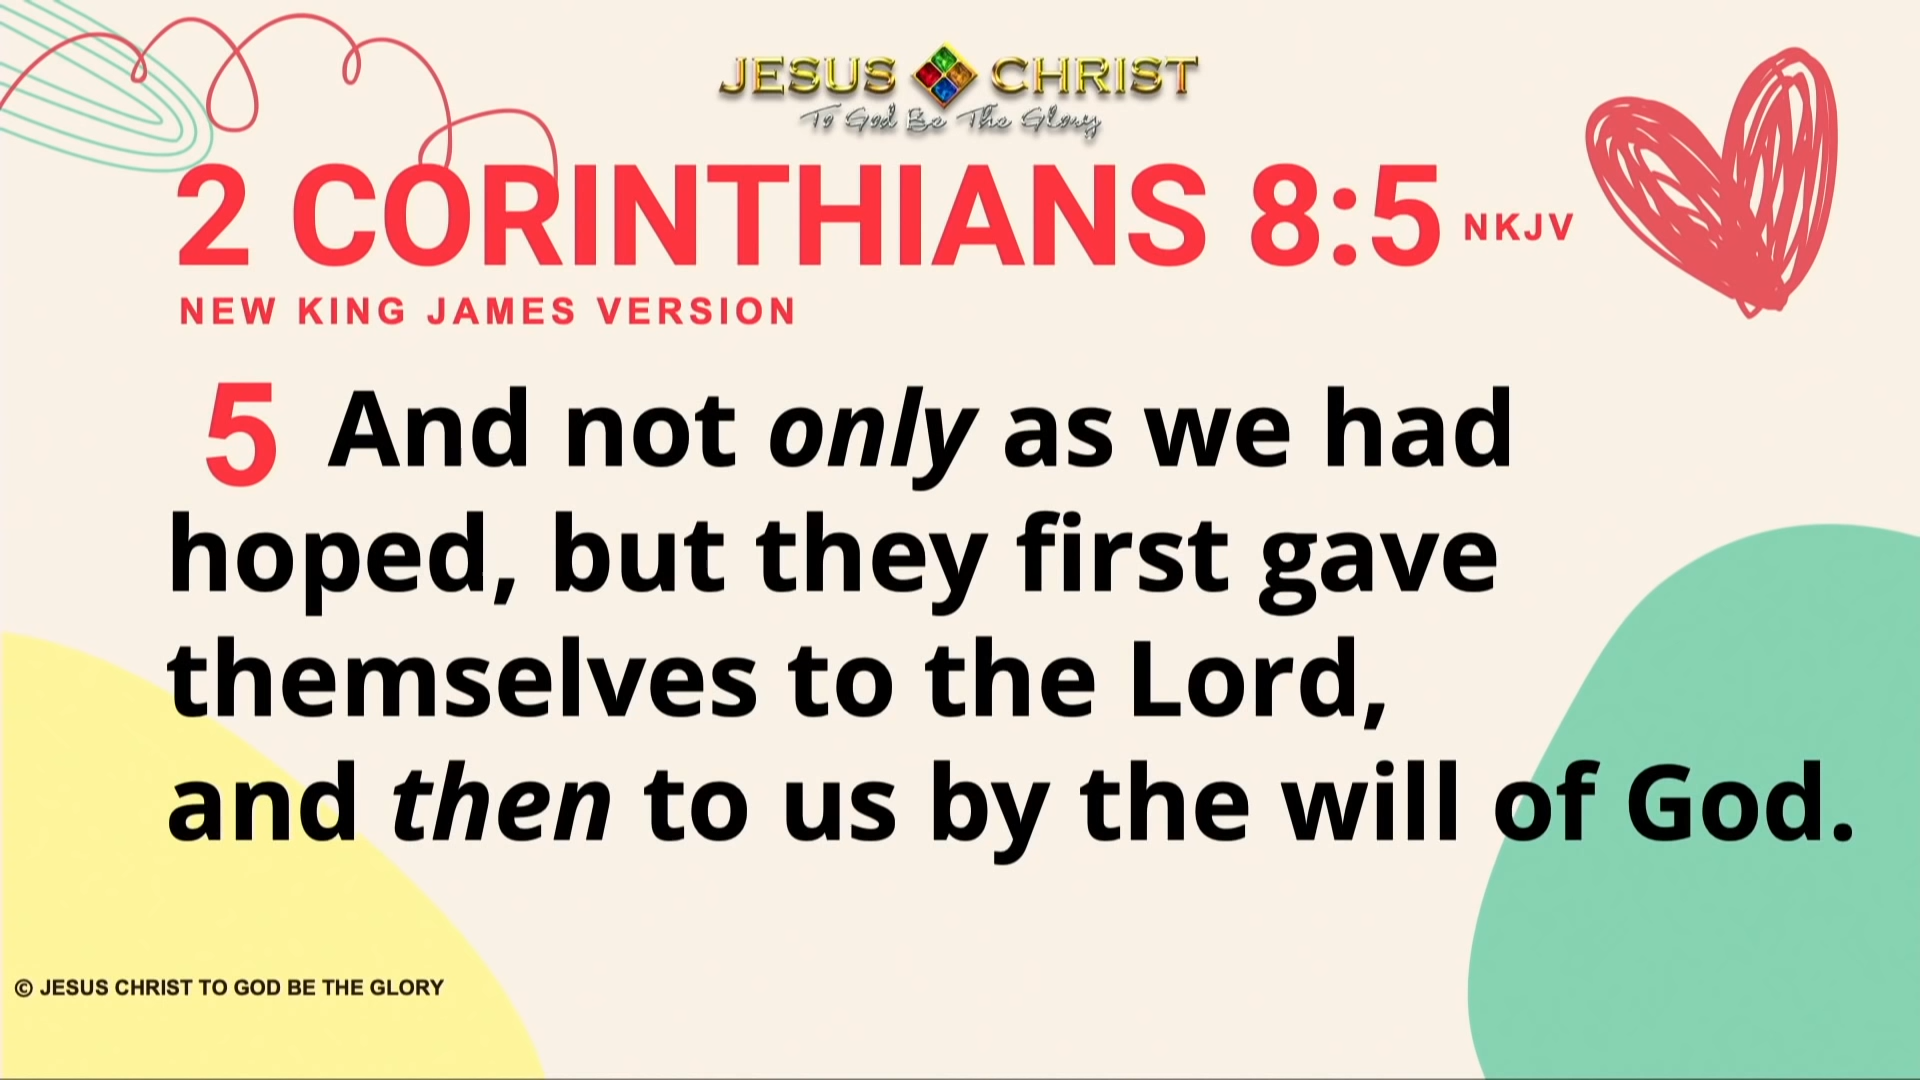 JESUS CHRIST
To God Be The Glory
2 CORINTHIANS 8:5 NKJV
NEW KING JAMES VERSION
5 And not only as we had
hoped, but they first gave
themselves to the Lord,
and then to us by the will of God.
© JESUS CHRIST TO GOD BE THE GLORY